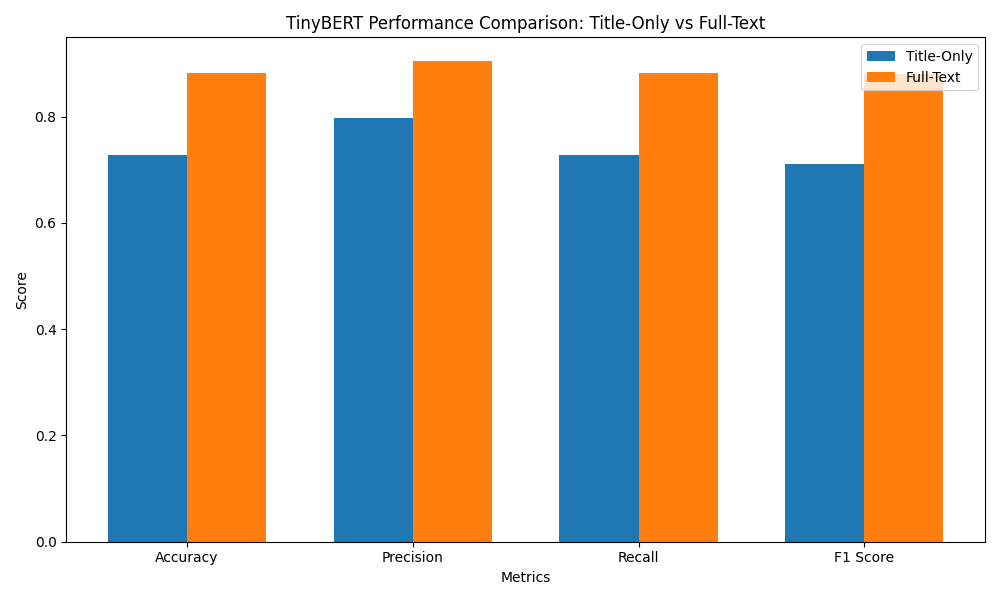 TinyBERT Performance Comparison: Title-Only vs Full-Text
Title-Only
Full-Text
Score
0.8
0.6
0.4
0.2
0.0
Accuracy
Precision
Recall
F1 Score
Metrics